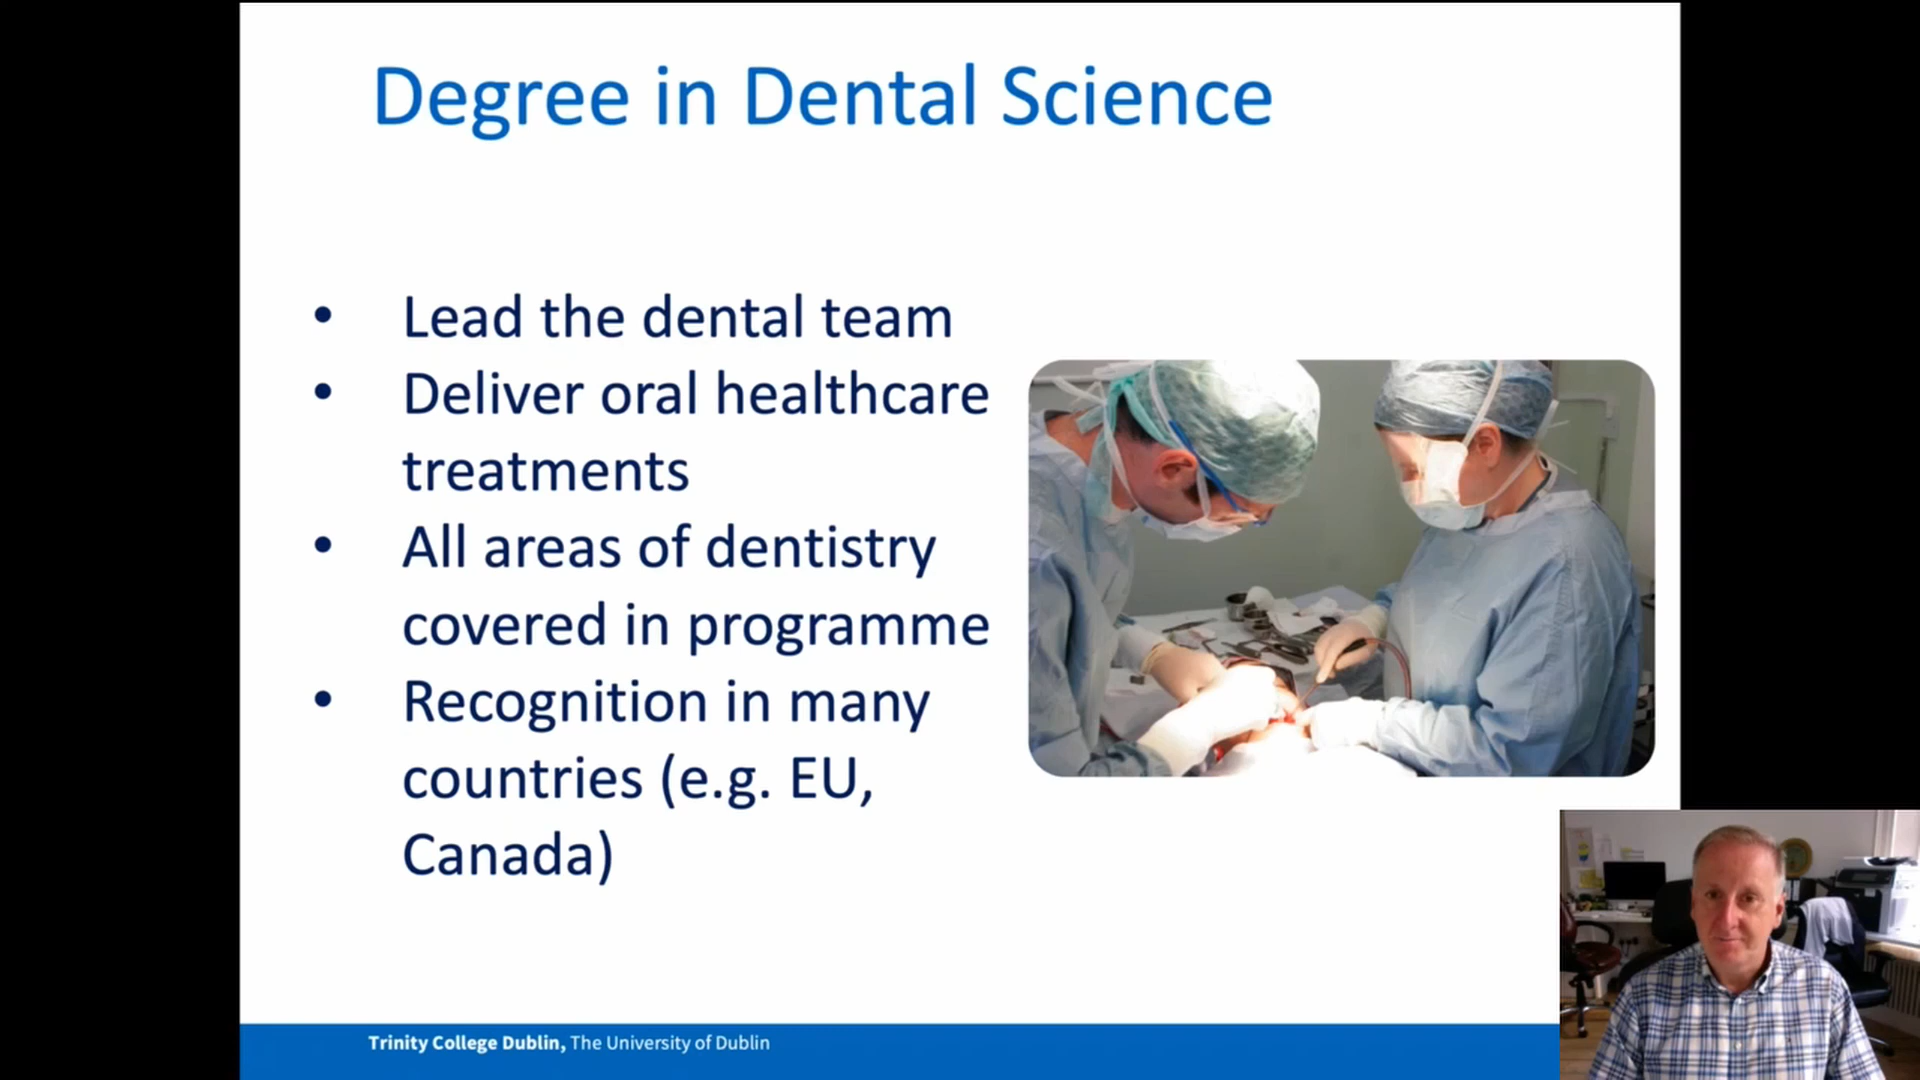 Degree in Dental Science
• Lead the dental team
• Deliver oral healthcare
treatments
• All areas of dentistry
covered in programme
• Recognition in many
countries (e.g. EU,
Canada)
Trinity College Dublin, The University of Dublin